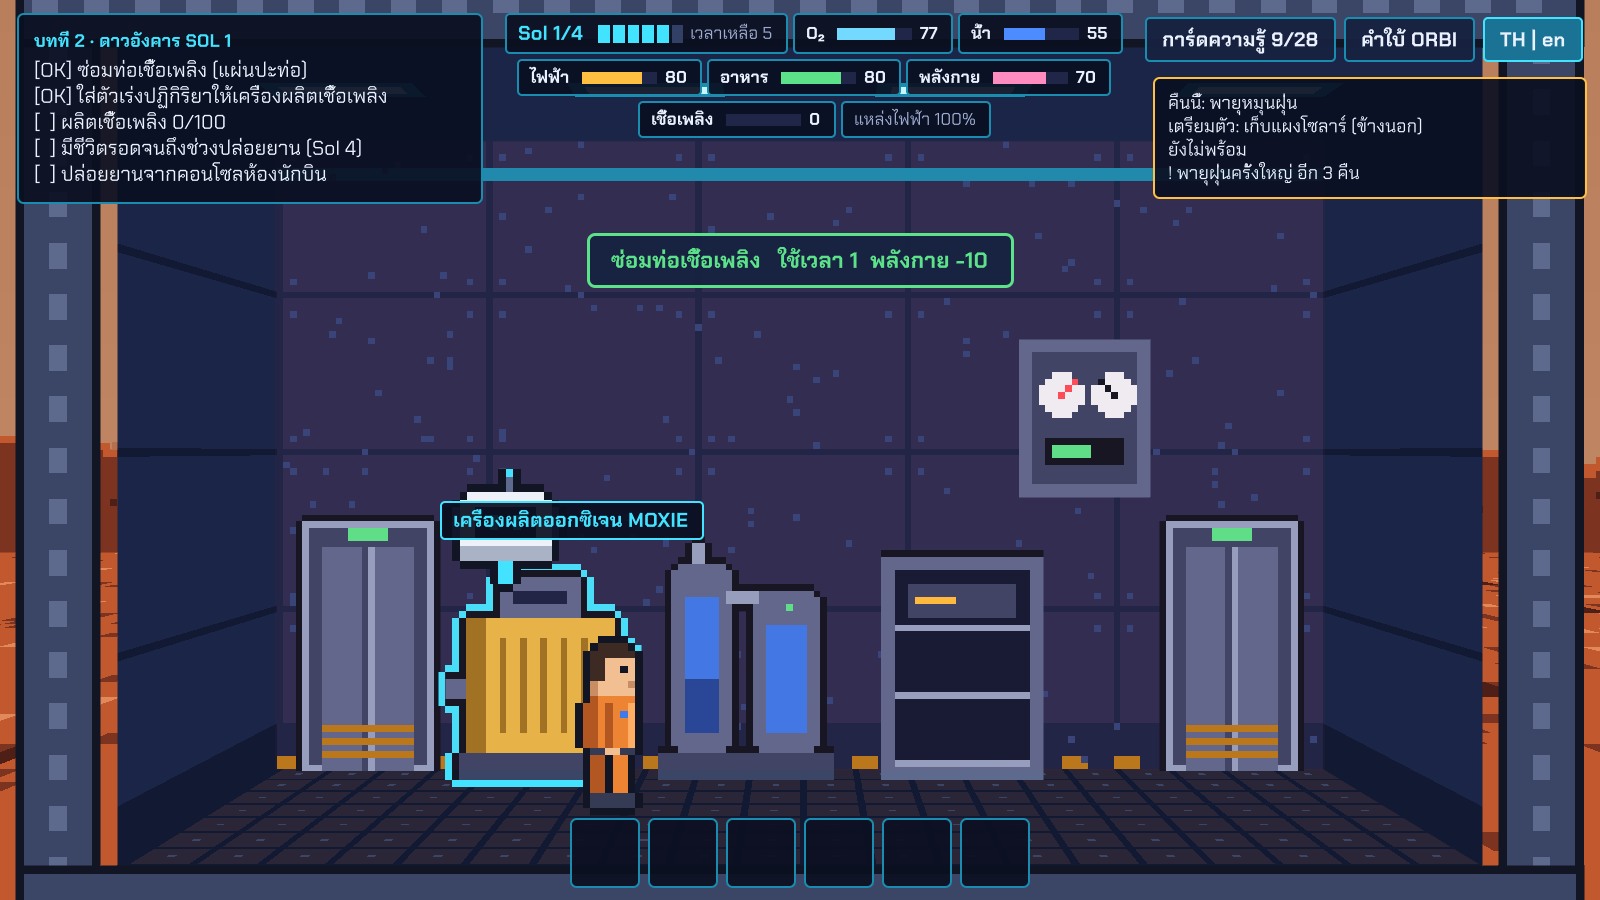 บทที่ 2 · ดาวอังคาร SOL 1
[OK] ซ่อมท่อเชื้อเพลิง (แผ่นปะท่อ)
[OK] ใส่ตัวเร่งปฏิกิริยาให้เครื่องผลิตเชื้อเพลิง
[ ] ผลิตเชื้อเพลิง 0/100
[ ] มีชีวิตรอดจนถึงช่วงปล่อยยาน (Sol 4)
[ ] ปล่อยยานจากคอนโซลห้องนักบิน
Sol 1/4 เวลาเหลือ 5
O₂ 77
น้ำ 55
ไฟฟ้า 80
อาหาร 80
พลังกาย 70
เชื้อเพลิง 0
แหล่งไฟฟ้า 100%
การ์ดความรู้ 9/28
คำใบ้ ORBI
TH | en
คืนนี้: พายุหมุนฝุ่น
เตรียมตัว: เก็บแผงโซลาร์ (ข้างนอก)
ยังไม่พร้อม
! พายุฝุ่นครั้งใหญ่ อีก 3 คืน
ซ่อมท่อเชื้อเพลิง ใช้เวลา 1 พลังกาย -10
เครื่องผลิตออกซิเจน MOXIE